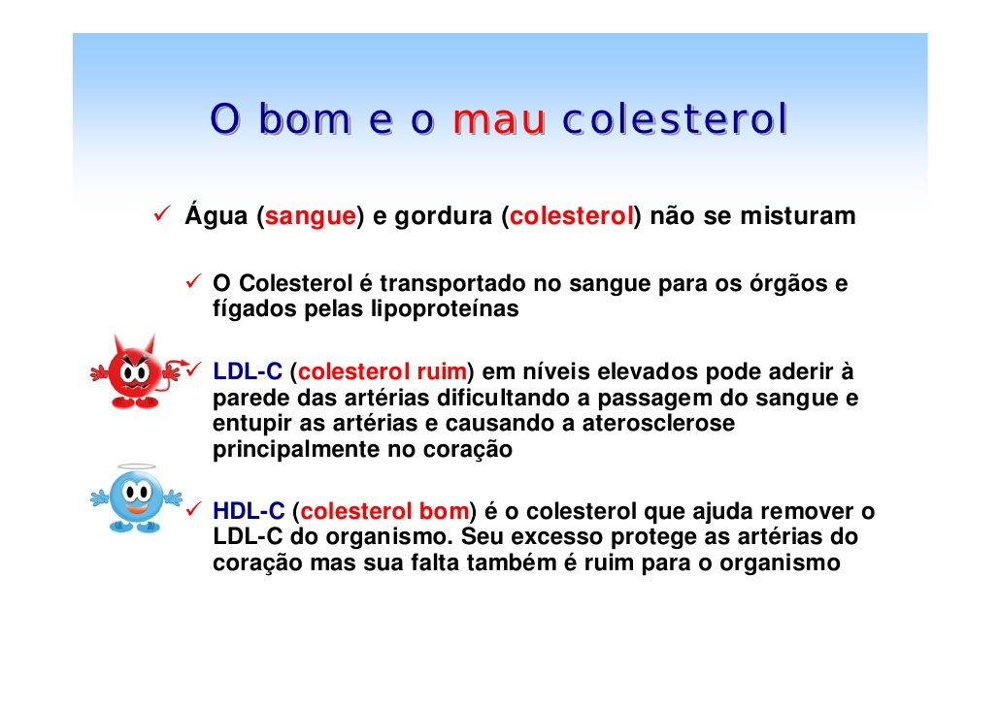 O bom e o mau colesterol
Água (sangue) e gordura (colesterol) não se misturam
O Colesterol é transportado no sangue para os órgãos e
fígados pelas lipoproteínas
LDL-C (colesterol ruim) em níveis elevados pode aderir à
parede das artérias dificultando a passagem do sangue e
entupir as artérias e causando a aterosclerose
principalmente no coração
HDL-C (colesterol bom) é o colesterol que ajuda remover o
LDL-C do organismo. Seu excesso protege as artérias do
coração mas sua falta também é ruim para o organismo